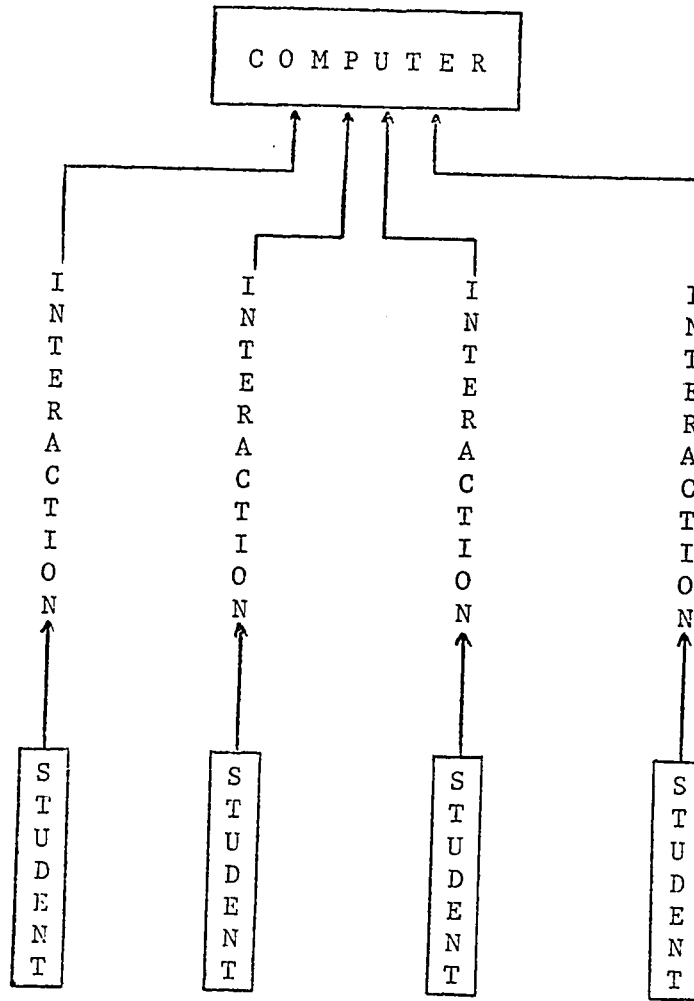 COMPUTER
INTERACTION
INTERACTION
INTERACTION
INTERACTION
STUDENT
STUDENT
STUDENT
STUDENT